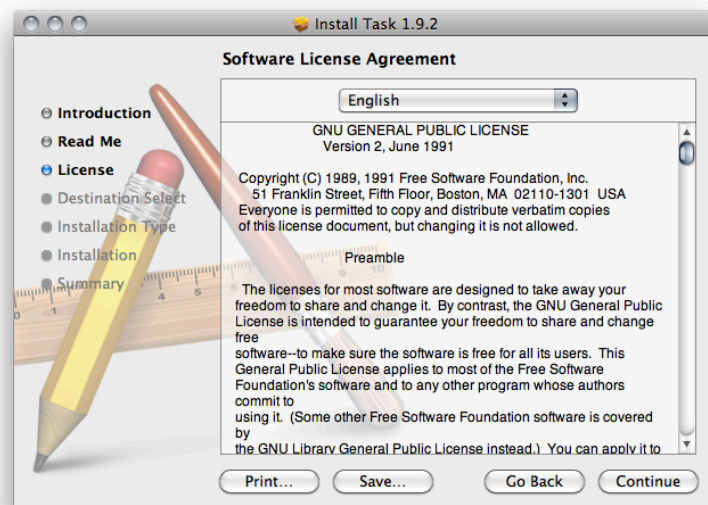 Install Task 1.9.2
Software License Agreement
Introduction
Read Me
License
Destination Select
Installation Type
Installation
Summary
English
GNU GENERAL PUBLIC LICENSE
Version 2, June 1991
Copyright (C) 1989, 1991 Free Software Foundation, Inc.
51 Franklin Street, Fifth Floor, Boston, MA 02110-1301 USA
Everyone is permitted to copy and distribute verbatim copies
of this license document, but changing it is not allowed.
Preamble
The licenses for most software are designed to take away your
freedom to share and change it. By contrast, the GNU General Public
License is intended to guarantee your freedom to share and change
free
software--to make sure the software is free for all its users. This
General Public License applies to most of the Free Software
Foundation's software and to any other program whose authors
commit to
using it. (Some other Free Software Foundation software is covered
by
the GNU Library General Public License instead.) You can apply it to
0 1 4 5 6 9 10
Print...
Save...
Go Back
Continue